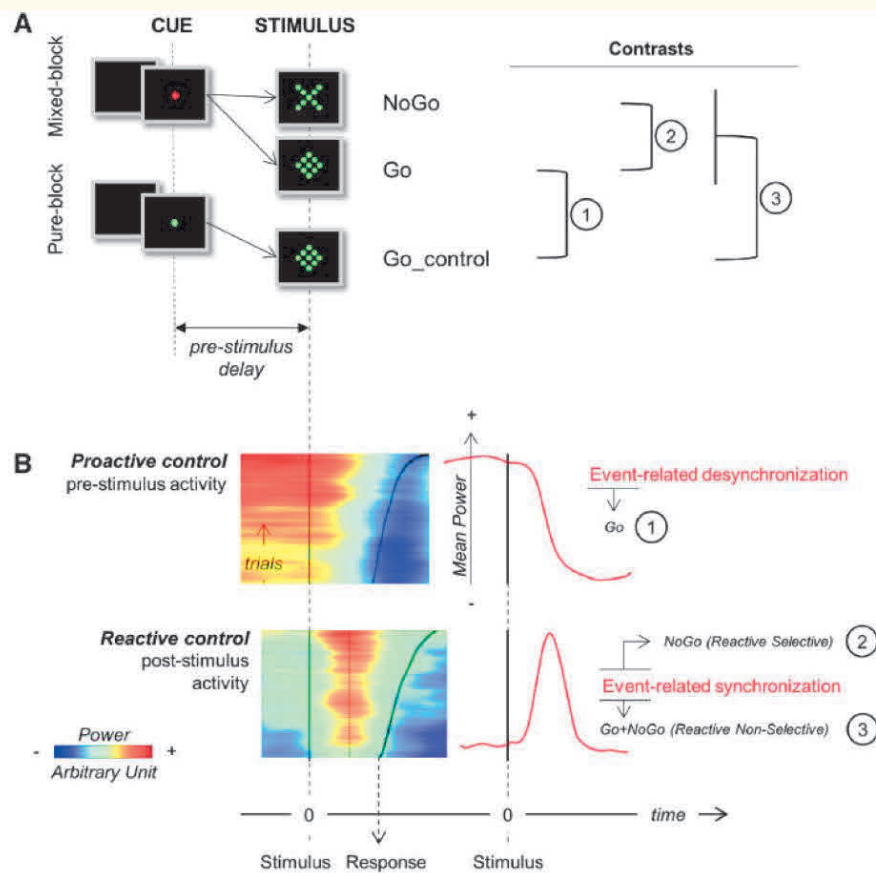 A
CUE
STIMULUS
Contrasts
Mixed-block
NoGo
2
Go
3
Pure-block
1
Go_control
pre-stimulus
delay
B
Proactive control
pre-stimulus activity
trials
+
Mean Power
-
Event-related desynchronization
Go
1
Reactive control
post-stimulus
activity
NoGo (Reactive Selective)
2
Event-related synchronization
Go+NoGo (Reactive Non-Selective)
3
Power
- +
Arbitrary Unit
0 0 time
Stimulus Response Stimulus